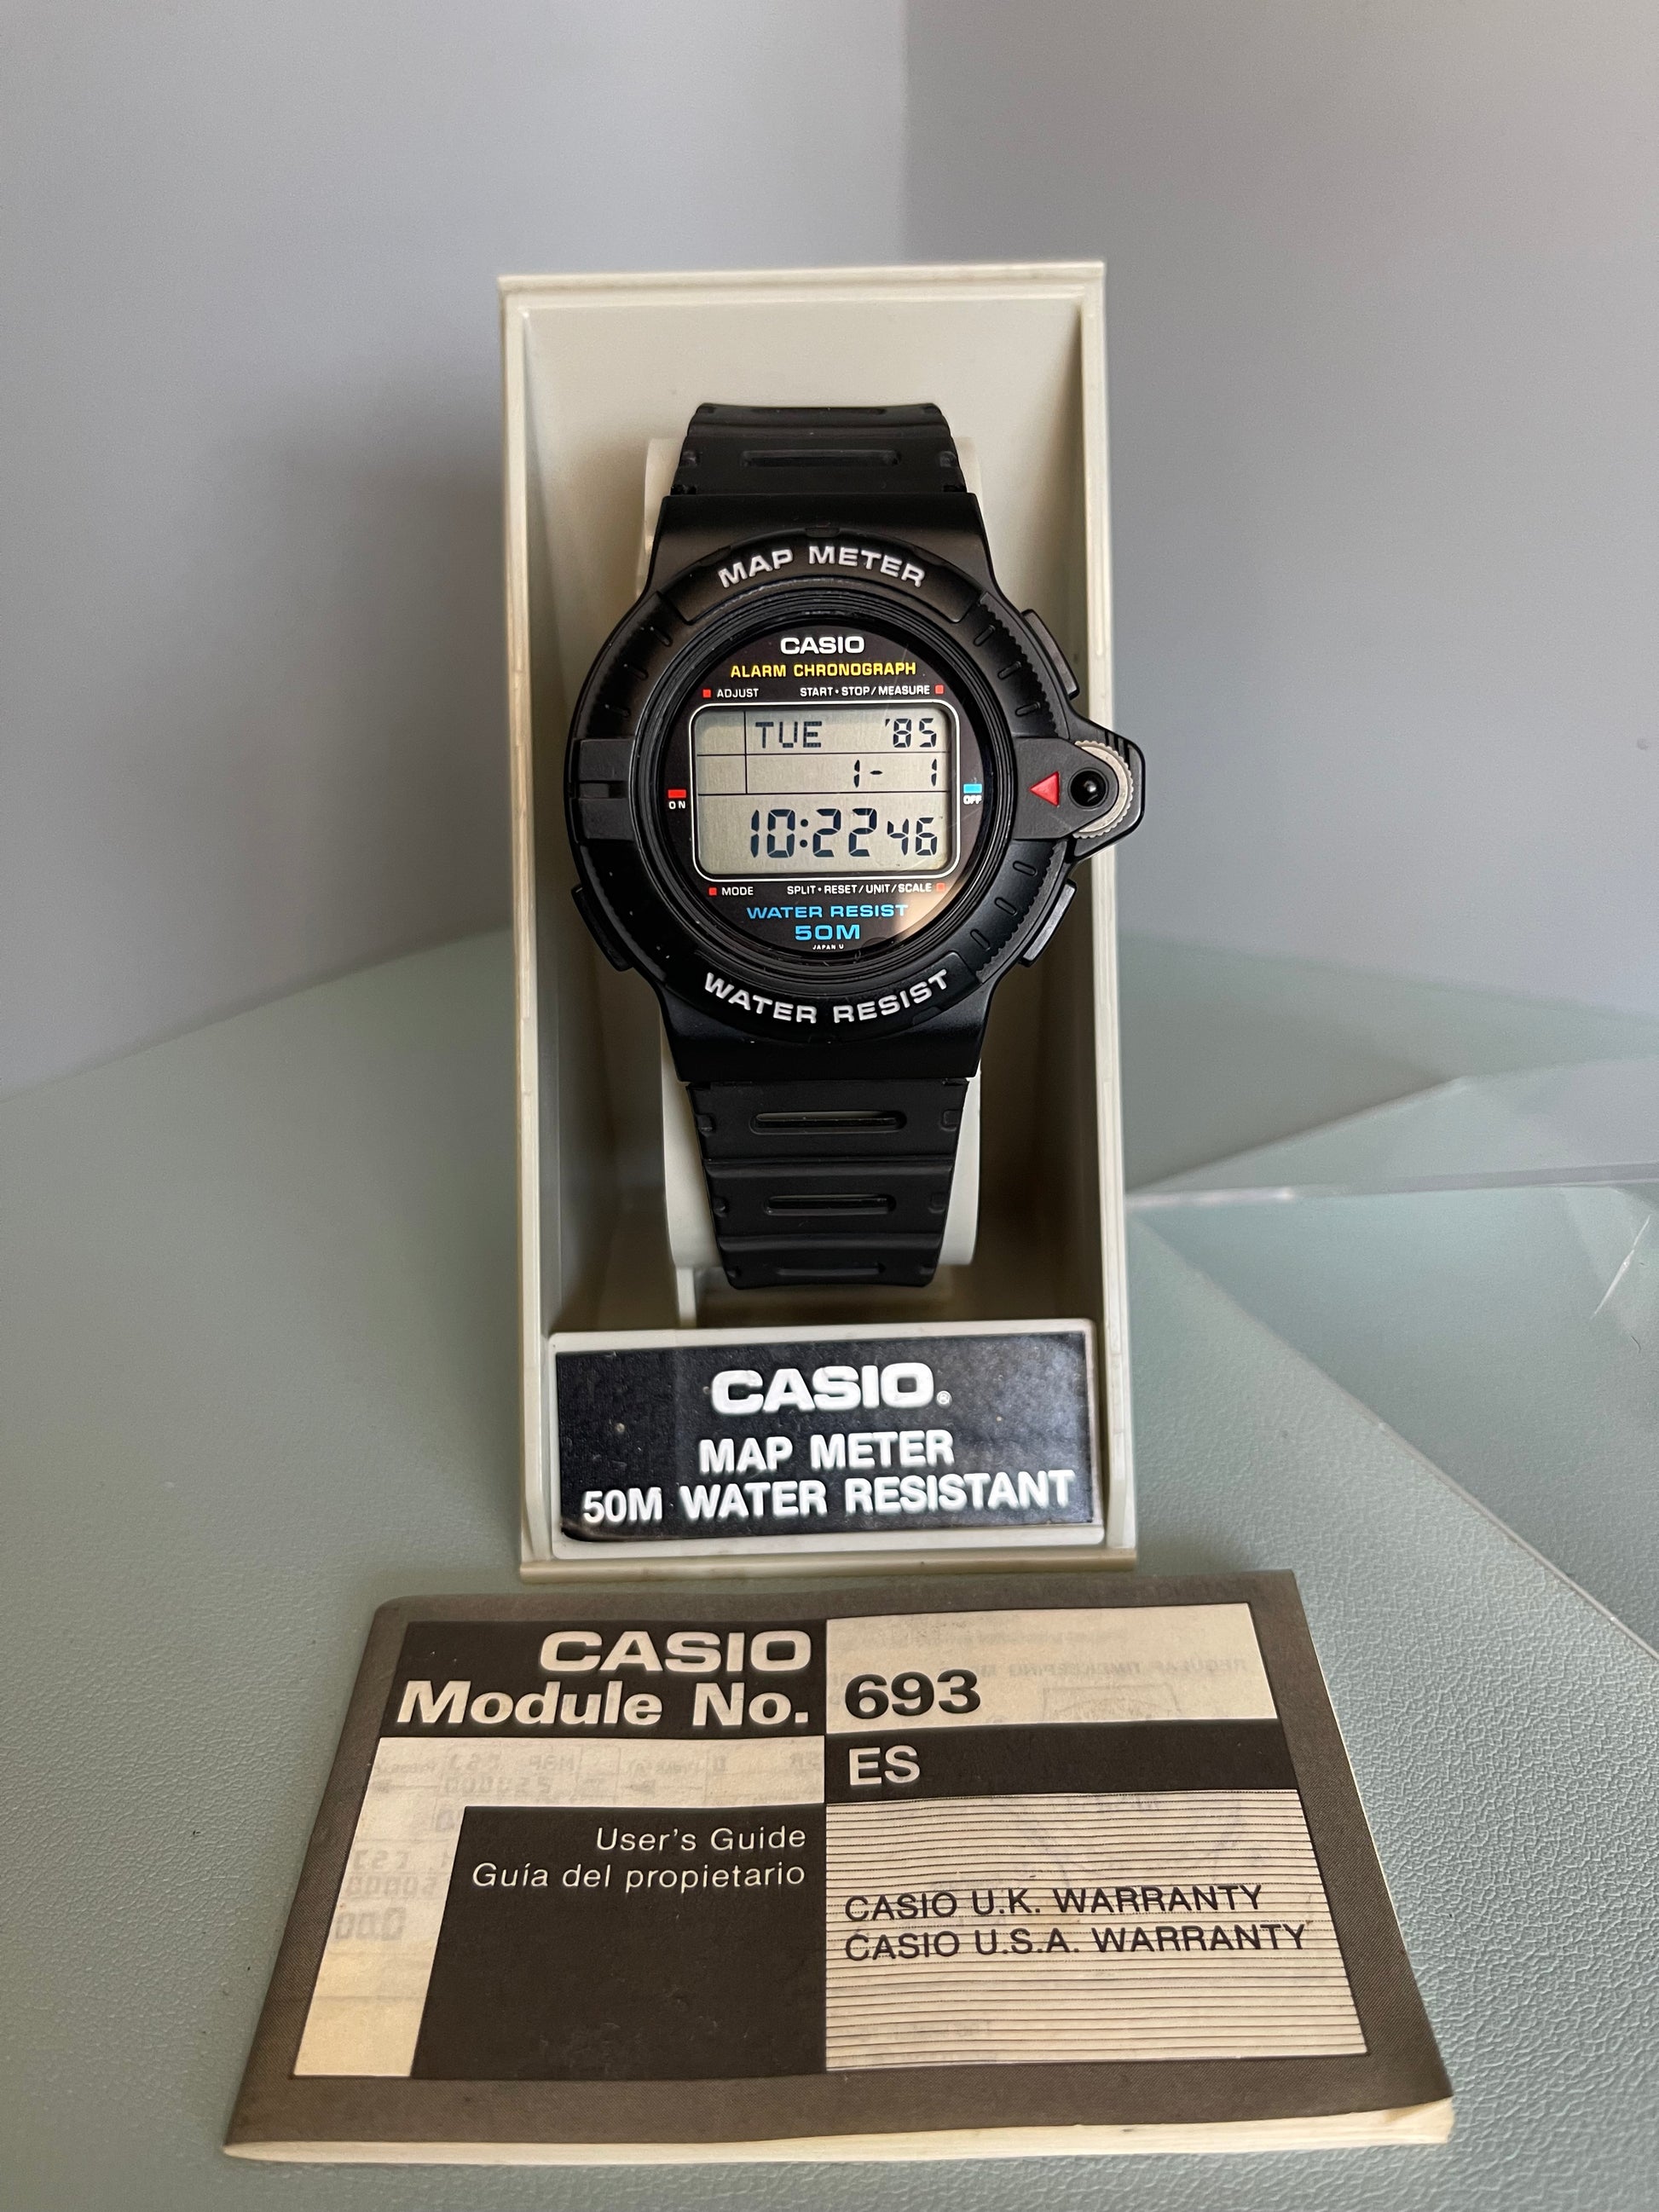 MAP METER
CASIO
ALARM CHRONOGRAPH
ADJUST START•STOP/MEASURE
TUE '85
1- 1
ON OFF
10:22 46
MODE SPLIT•RESET/UNIT/SCALE
WATER RESIST
50M
JAPAN U
WATER RESIST
CASIO®
MAP METER
50M WATER RESISTANT
CASIO
Module No. 693
ES
User's Guide
Guía del propietario
CASIO U.K. WARRANTY
CASIO U.S.A. WARRANTY